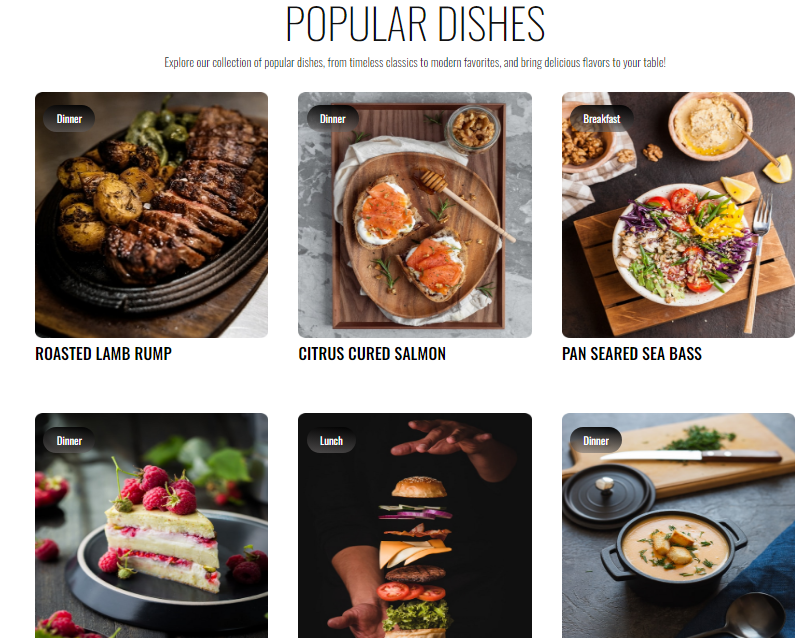 POPULAR DISHES
Explore our collection of popular dishes, from timeless classics to modern favorites, and bring delicious flavors to your table!
Dinner
Dinner
Breakfast
ROASTED LAMB RUMP
CITRUS CURED SALMON
PAN SEARED SEA BASS
Dinner
Lunch
Dinner